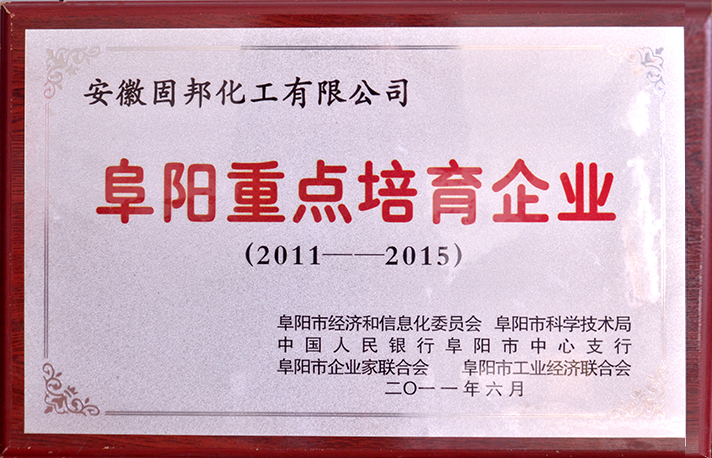 安徽固邦化工有限公司
阜阳重点培育企业
(2011——2015)
阜阳市经济和信息化委员会 阜阳市科学技术局
中国人民银行阜阳市中心支行
阜阳市企业家联合会 阜阳市工业经济联合会
二〇一一年六月